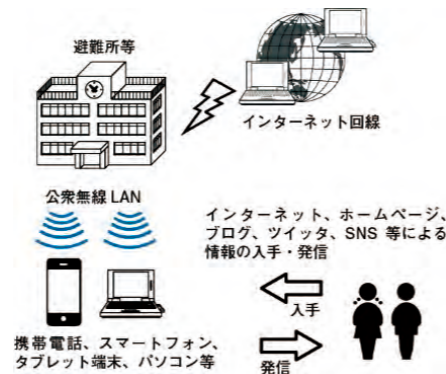 避難所等
インターネット回線
公衆無線 LAN
インターネット、ホームページ、
ブログ、ツイッタ、SNS 等による
情報の入手・発信
入手
発信
携帯電話、スマートフォン、
タブレット端末、パソコン等